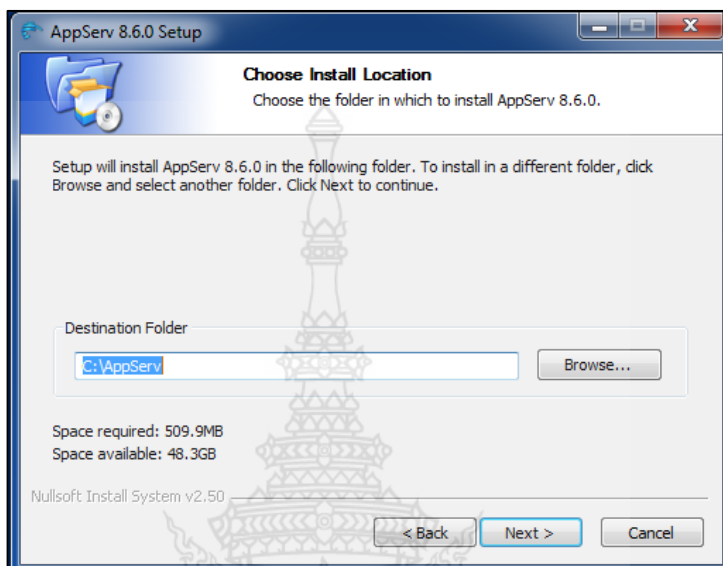 AppServ 8.6.0 Setup
Choose Install Location
Choose the folder in which to install AppServ 8.6.0.
Setup will install AppServ 8.6.0 in the following folder. To install in a different folder, click
Browse and select another folder. Click Next to continue.
Destination Folder
C:\AppServ
Browse...
Space required: 509.9MB
Space available: 48.3GB
Nullsoft Install System v2.50
< Back
Next >
Cancel